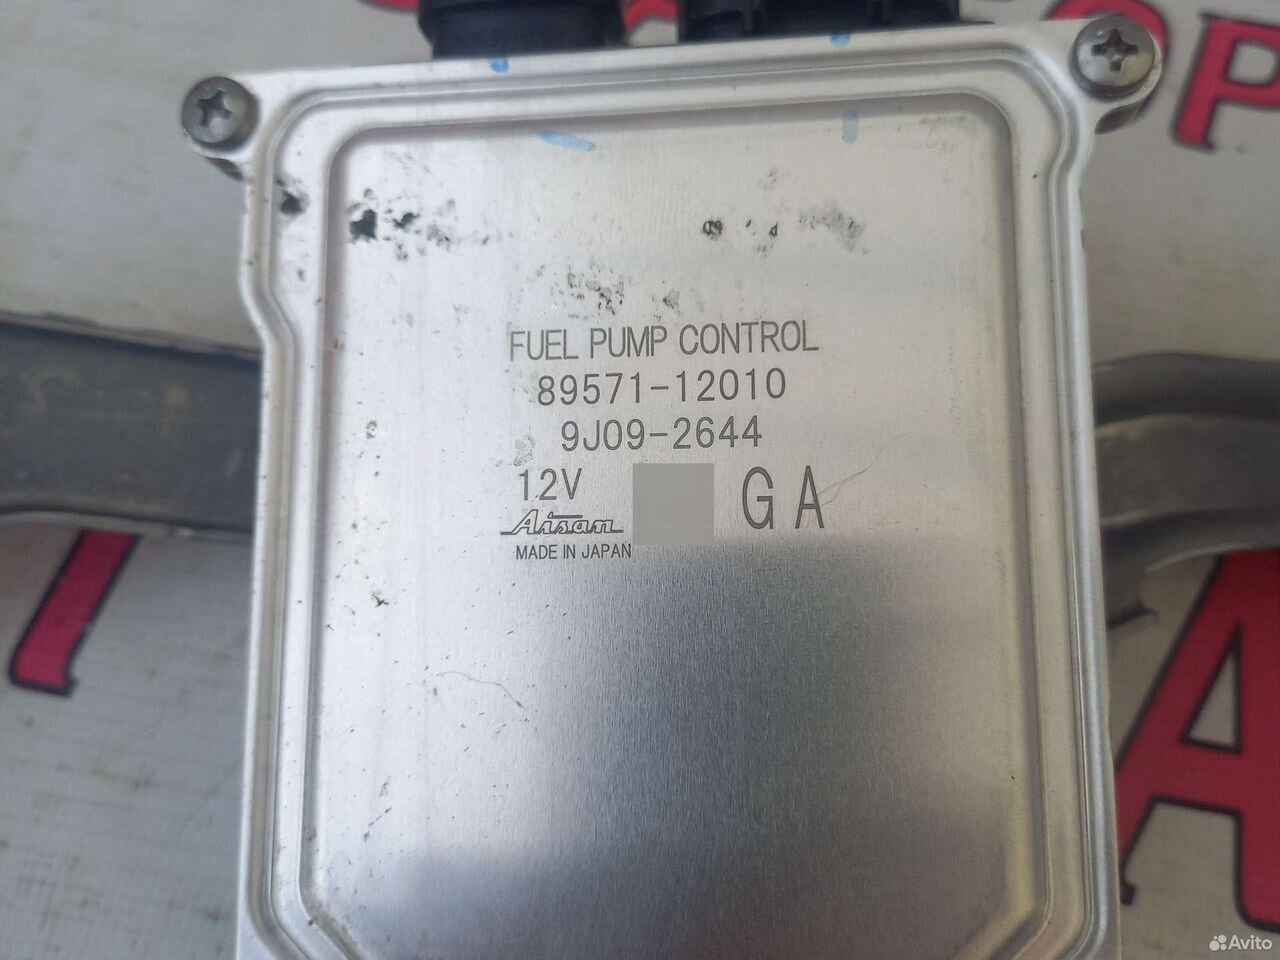 FUEL PUMP CONTROL
89571-12010
9J09-2644
12V GA
Aisan
MADE IN JAPAN
Avito